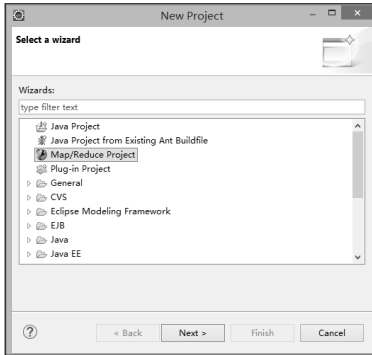 New Project
Select a wizard
Wizards:
type filter text
Java Project
Java Project from Existing Ant Buildfile
Map/Reduce Project
Plug-in Project
General
CVS
Eclipse Modeling Framework
EJB
Java
Java EE
? < Back Next > Finish Cancel